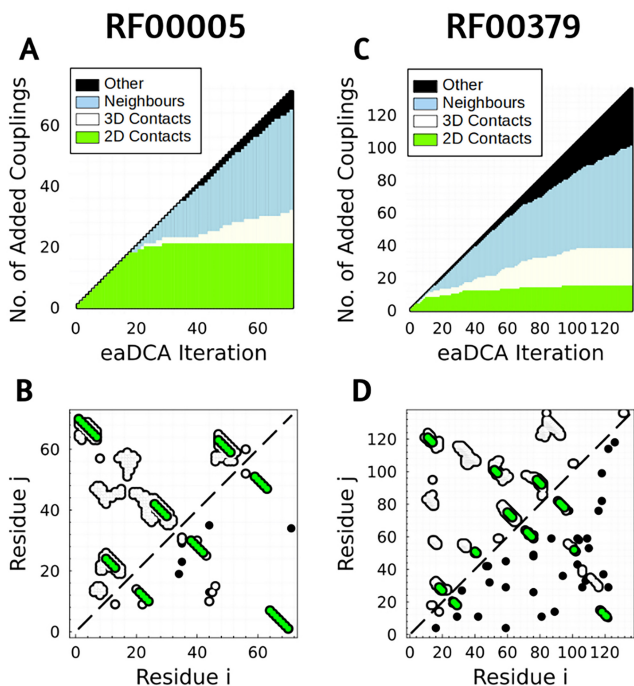 RF00005
RF00379
A
No. of Added Couplings
Other
Neighbours
3D Contacts
2D Contacts
60
40
20
0
0 20 40 60
eaDCA Iteration
C
No. of Added Couplings
Other
Neighbours
3D Contacts
2D Contacts
120
100
80
60
40
20
0
0 20 40 60 80 100 120
eaDCA Iteration
B
Residue j
60
40
20
0
0 20 40 60
Residue i
D
Residue j
120
100
80
60
40
20
0
0 20 40 60 80 100 120
Residue i